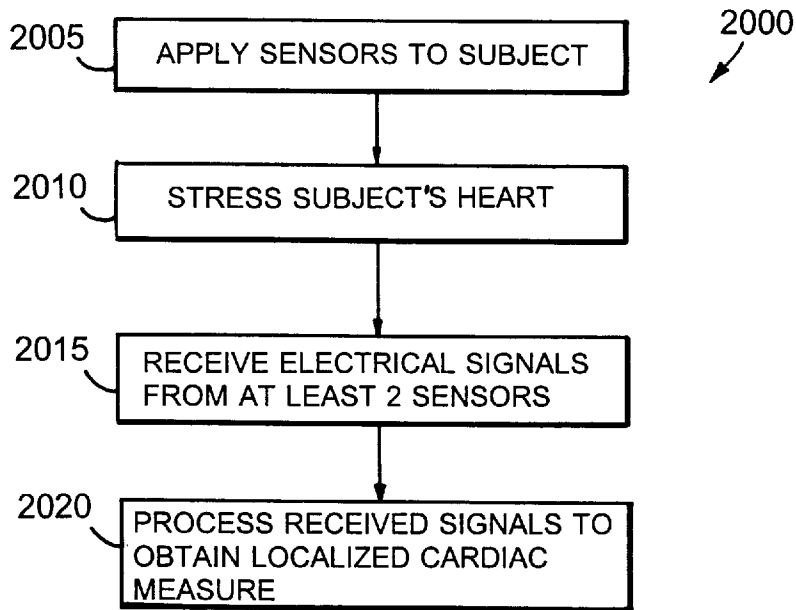 2000
2005
APPLY SENSORS TO SUBJECT
2010
STRESS SUBJECT'S HEART
2015
RECEIVE ELECTRICAL SIGNALS
FROM AT LEAST 2 SENSORS
2020
PROCESS RECEIVED SIGNALS TO
OBTAIN LOCALIZED CARDIAC
MEASURE